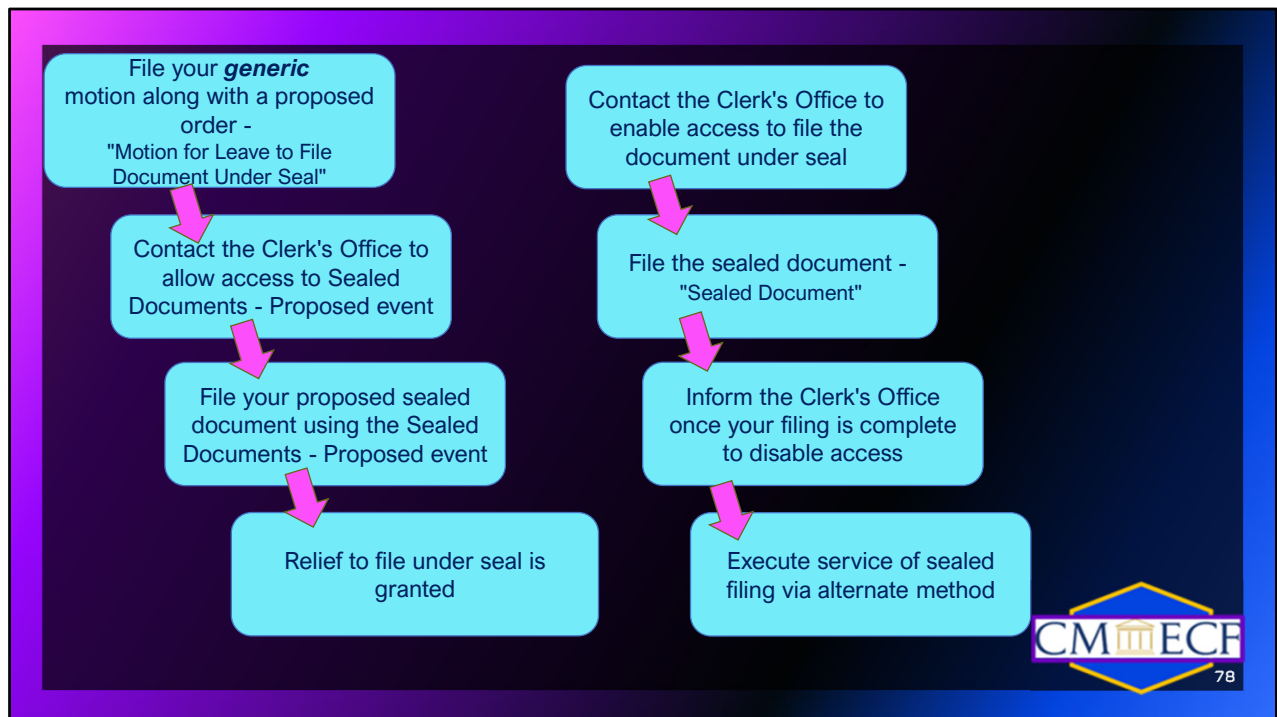 File your generic
motion along with a proposed
order -
"Motion for Leave to File
Document Under Seal"
Contact the Clerk's Office to
allow access to Sealed
Documents - Proposed event
File your proposed sealed
document using the Sealed
Documents - Proposed event
Relief to file under seal is
granted
Contact the Clerk's Office to
enable access to file the
document under seal
File the sealed document -
"Sealed Document"
Inform the Clerk's Office
once your filing is complete
to disable access
Execute service of sealed
filing via alternate method
CM ECF
78